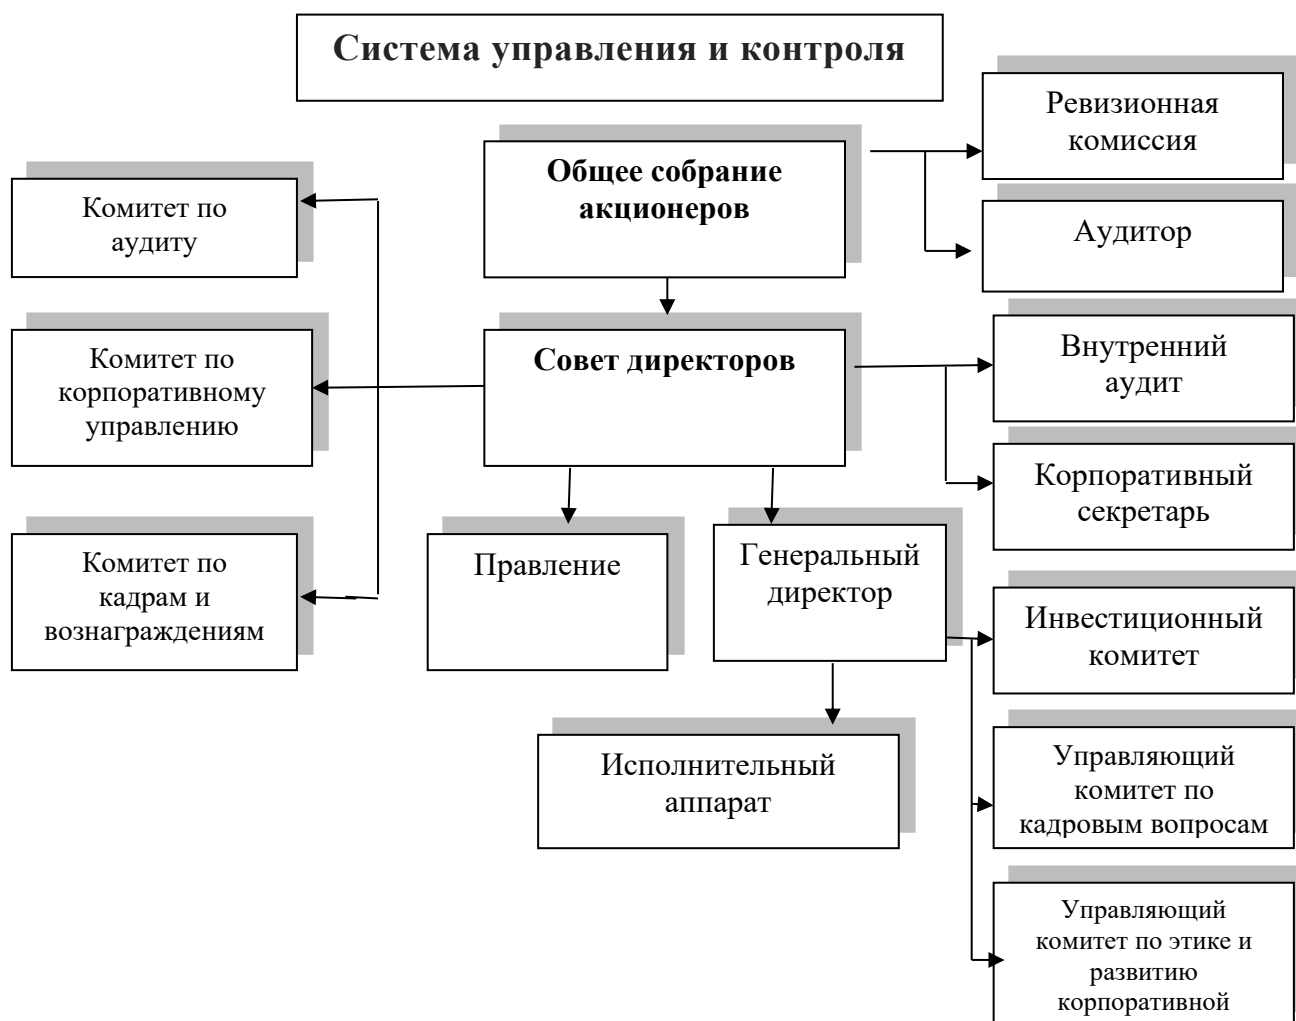 Система управления и контроля
Ревизионная
комиссия
Общее собрание
акционеров
Комитет по
аудиту
Аудитор
Внутренний
аудит
Комитет по
корпоративному
управлению
Совет директоров
Корпоративный
секретарь
Комитет по
кадрам и
вознаграждениям
Правление
Генеральный
директор
Инвестиционный
комитет
Исполнительный
аппарат
Управляющий
комитет по
кадровым вопросам
Управляющий
комитет по этике и
развитию
корпоративной